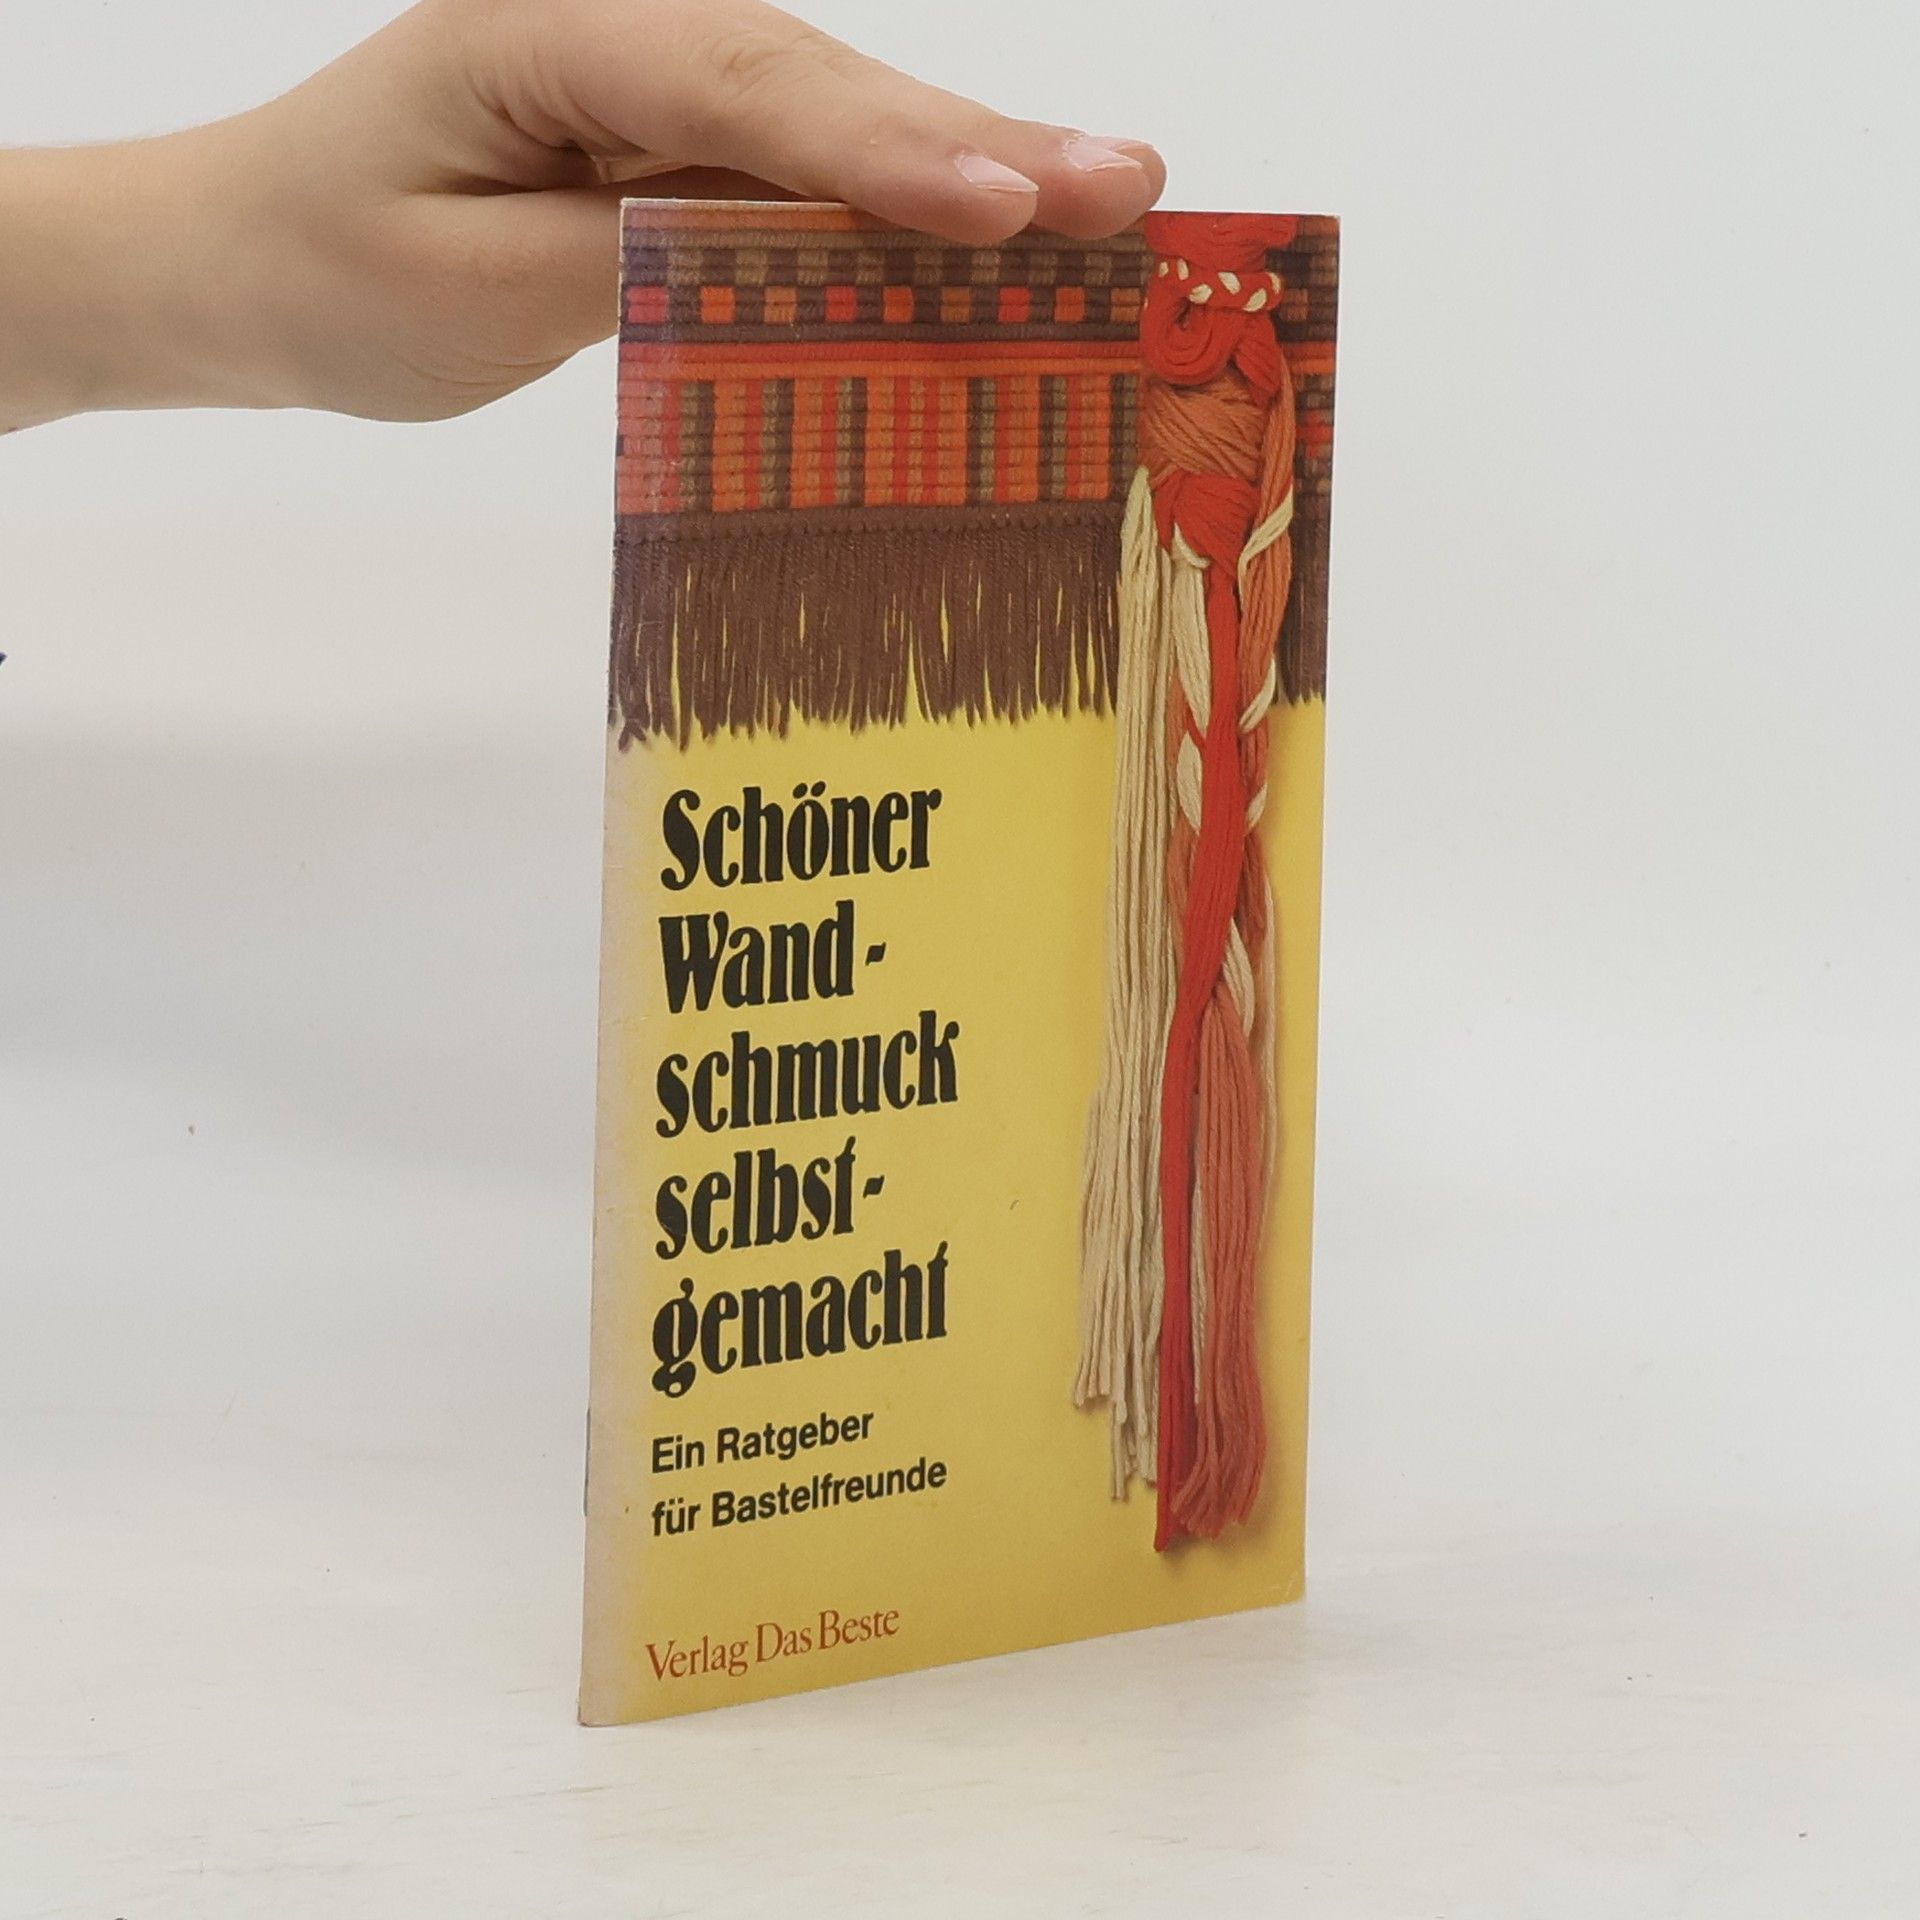 Schöner
Wand-
schmuck
selbst-
gemacht
Ein Ratgeber
für Bastelfreunde
Verlag Das Beste